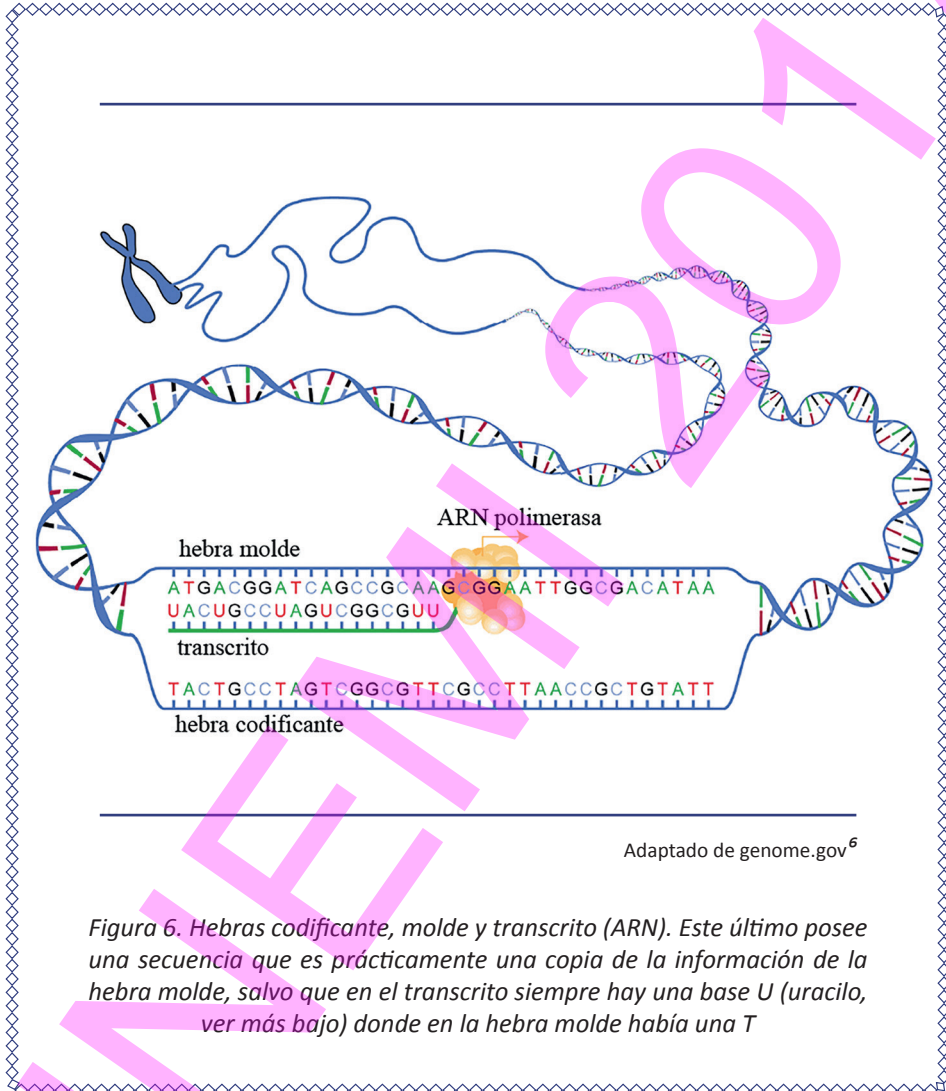 ARN polimerasa
hebra molde
ATGACGGATCAGCCGCAAGCGGAATTGGCGACATAA
UACUGCCUAGUCGGCGUU
transcrito
TACTGCCTAGTCGGCGTTCGCCTTAACCGCTGTATT
hebra codificante
Adaptado de genome.gov6
Figura 6. Hebras codificante, molde y transcrito (ARN). Este último posee
una secuencia que es prácticamente una copia de la información de la
hebra molde, salvo que en el transcrito siempre hay una base U (uracilo,
ver más bajo) donde en la hebra molde había una T
NEMI 201